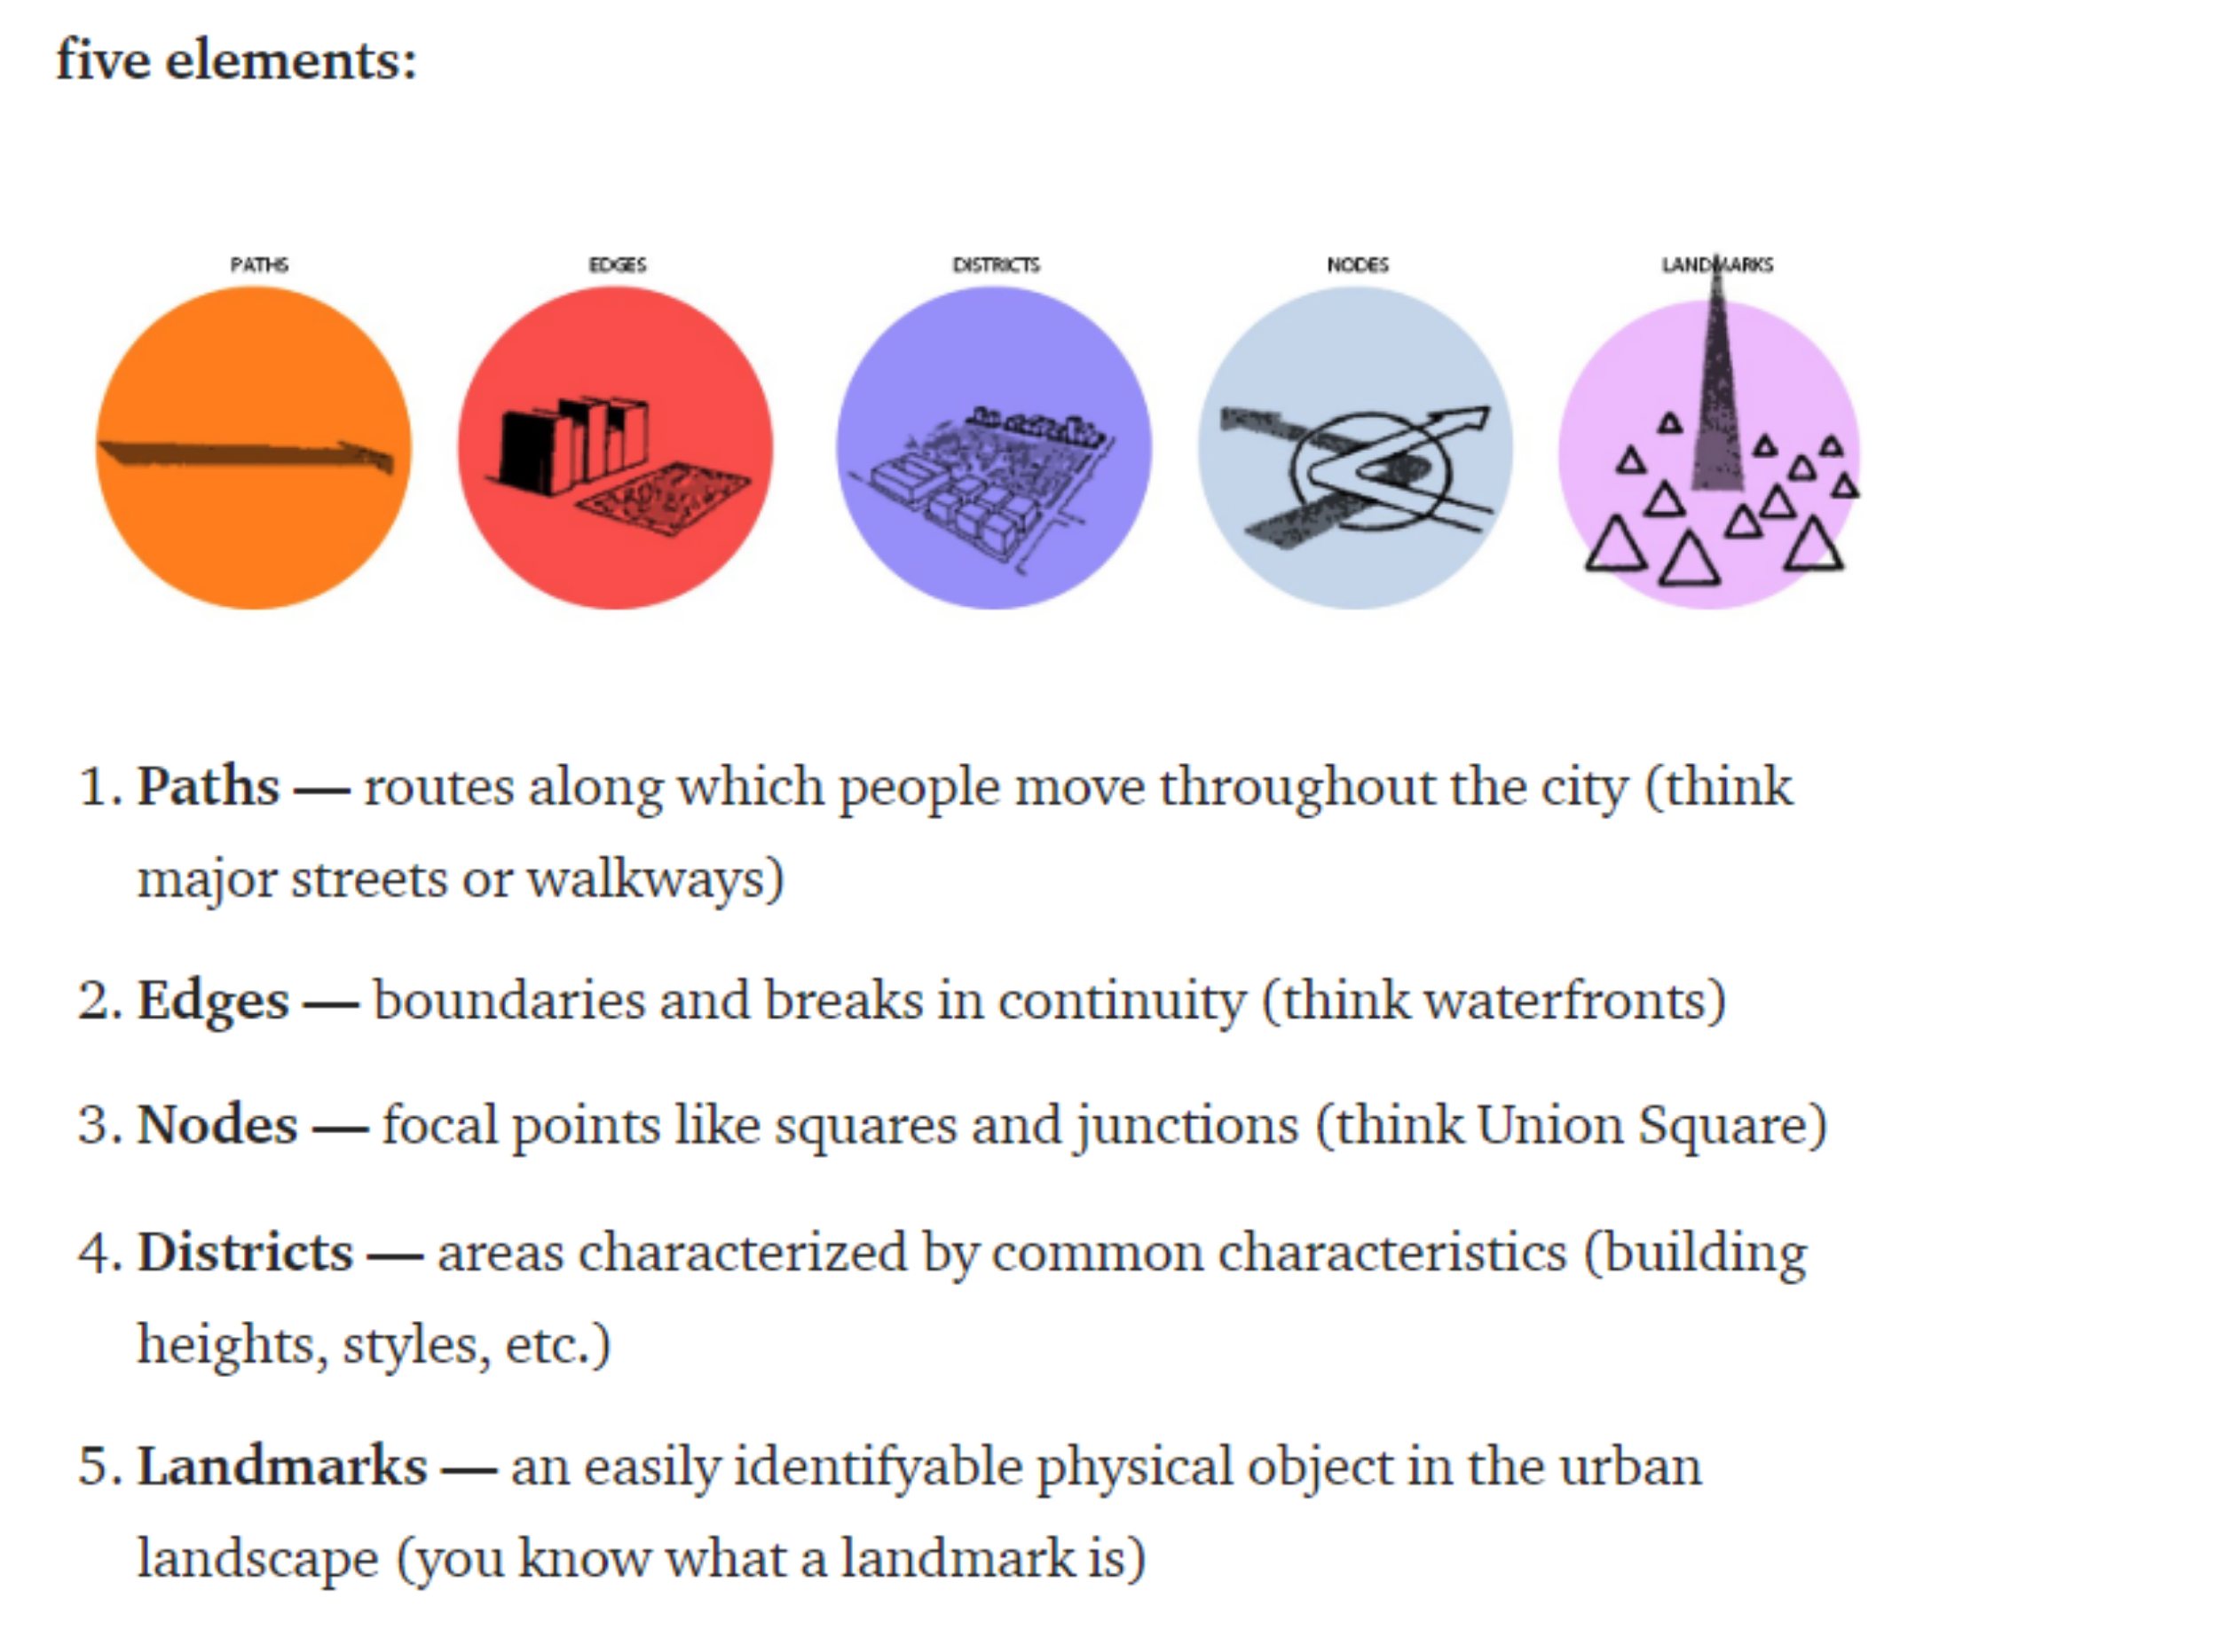 five elements:
PATHS EDGES DISTRICTS NODES LANDMARKS
1. Paths — routes along which people move throughout the city (think
major streets or walkways)
2. Edges — boundaries and breaks in continuity (think waterfronts)
3. Nodes — focal points like squares and junctions (think Union Square)
4. Districts — areas characterized by common characteristics (building
heights, styles, etc.)
5. Landmarks — an easily identifyable physical object in the urban
landscape (you know what a landmark is)